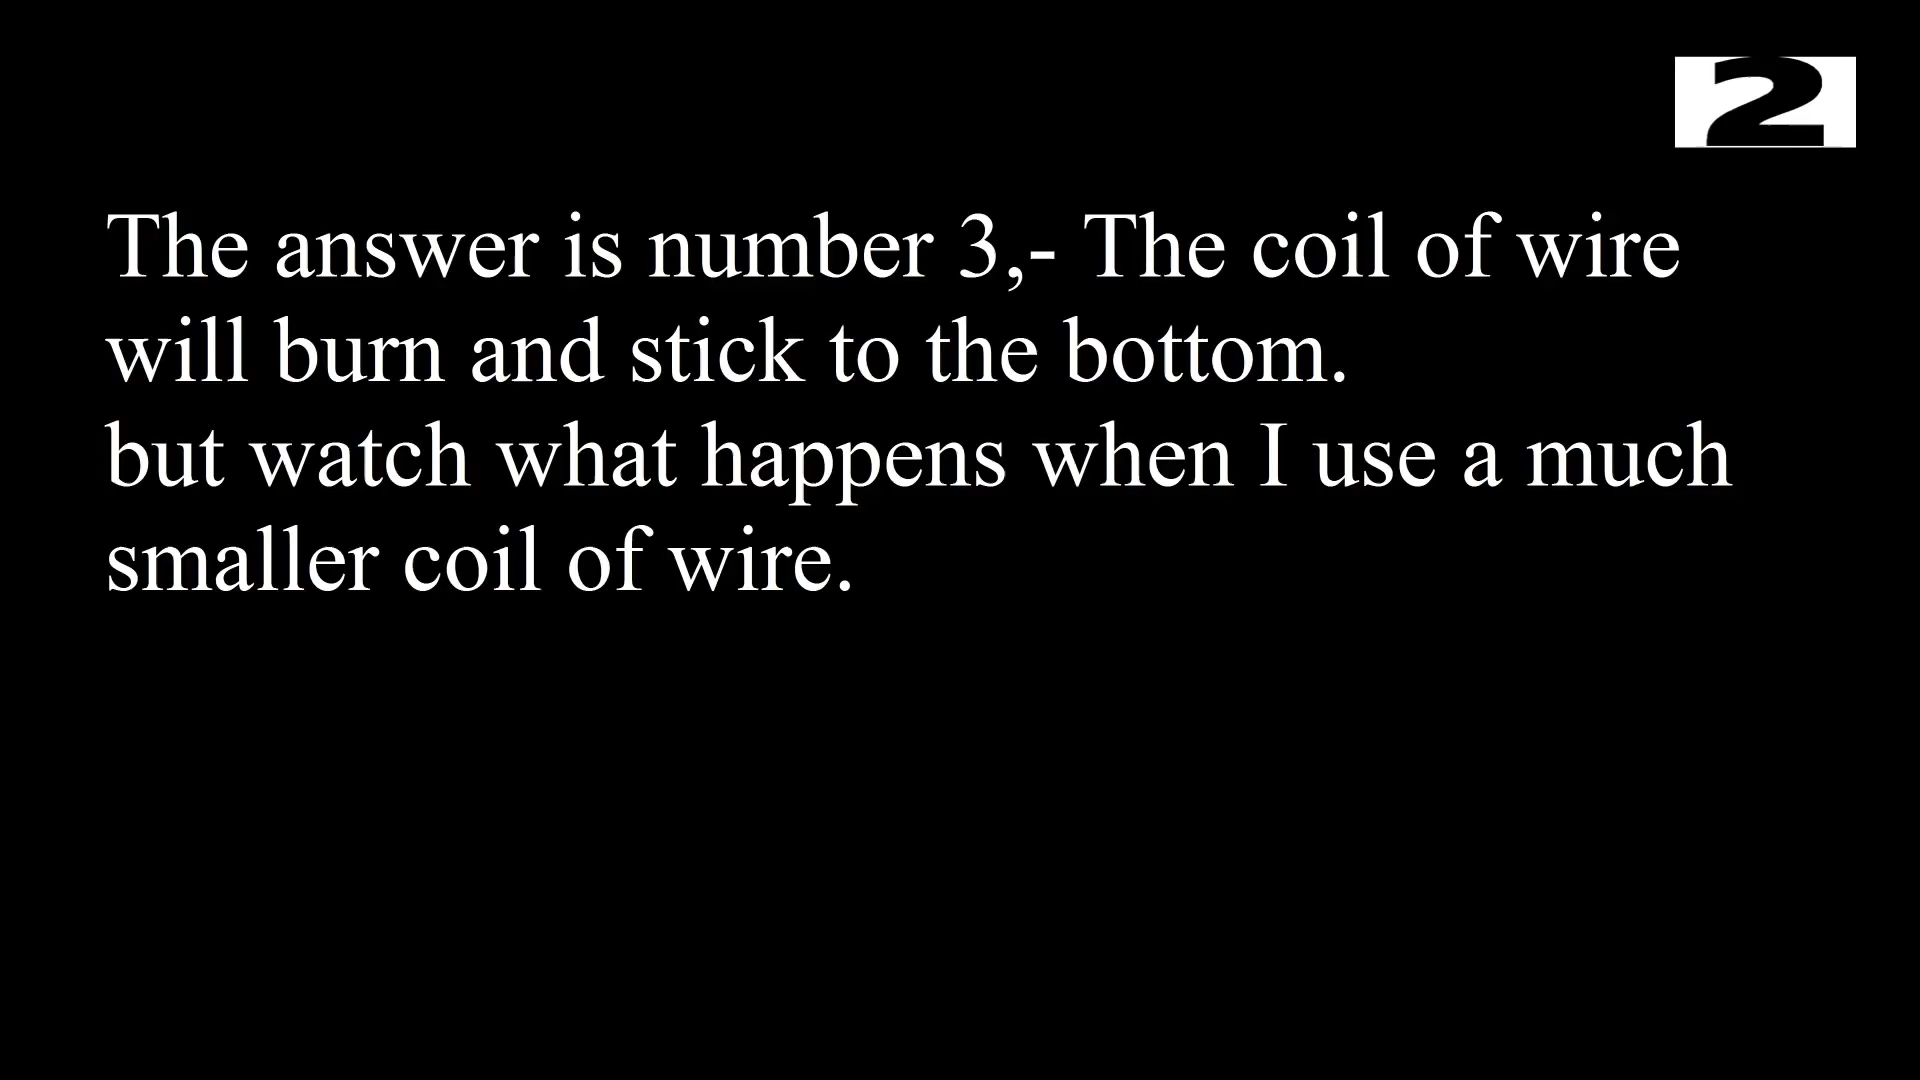 2
The answer is number 3,- The coil of wire
will burn and stick to the bottom.
but watch what happens when I use a much
smaller coil of wire.